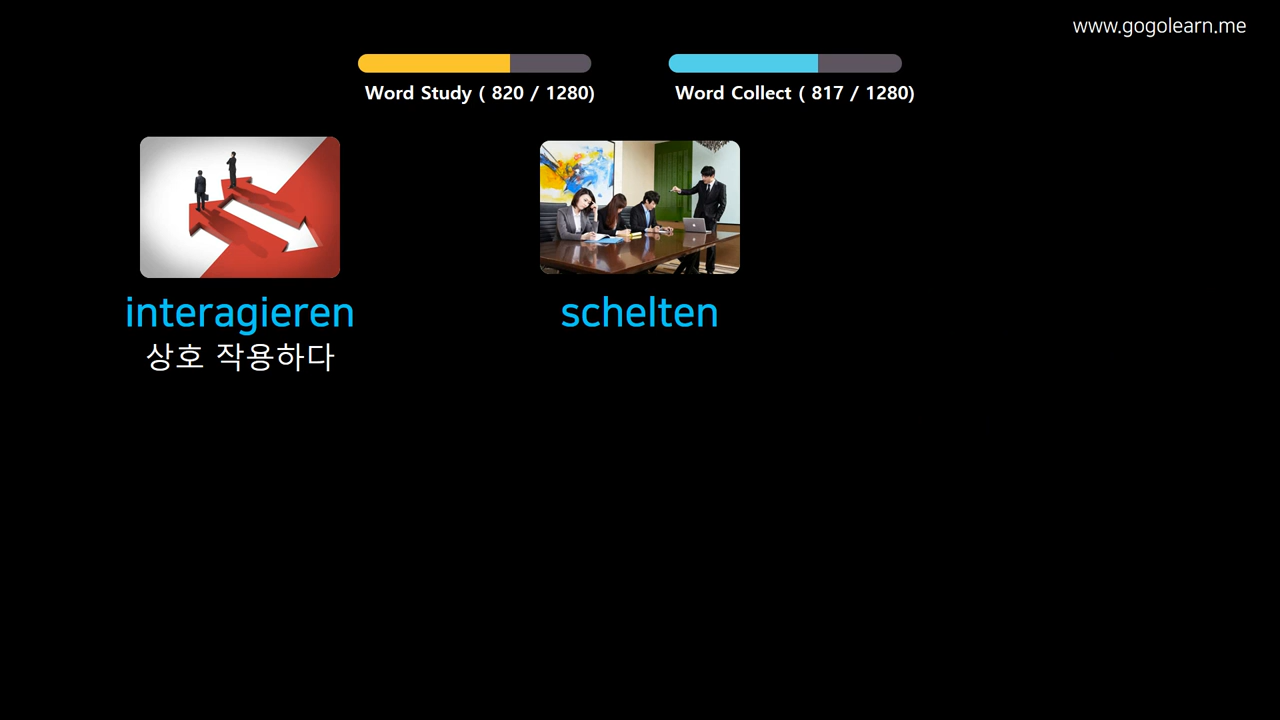 www.gogolearn.me
Word Study ( 820 / 1280)
Word Collect ( 817 / 1280)
interagieren
schelten
상호 작용하다